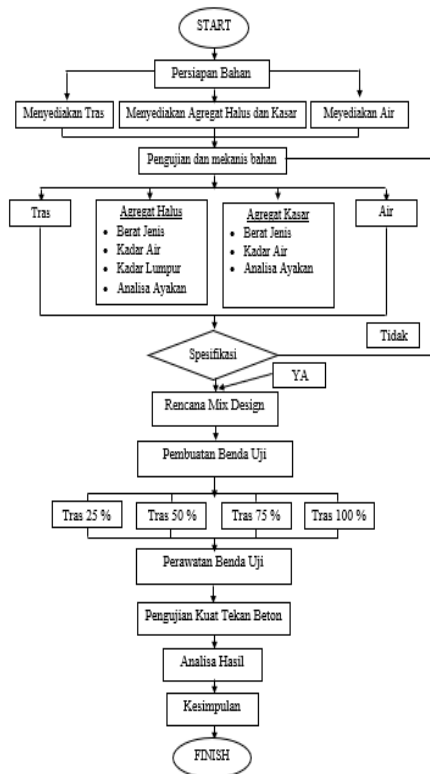 START
Persiapan Bahan
Menyediakan Tras
Menyediakan Agregat Halus dan Kasar
Meyediakan Air
Pengujian dan mekanis bahan
Tras
Agregat Halus
• Berat Jenis
• Kadar Air
• Kadar Lumpur
• Analisa Ayakan
Agregat Kasar
• Berat Jenis
• Kadar Air
• Analisa Ayakan
Air
Tidak
Spesifikasi
YA
Rencana Mix Design
Pembuatan Benda Uji
Tras 25 %
Tras 50 %
Tras 75 %
Tras 100 %
Perawatan Benda Uji
Pengujian Kuat Tekan Beton
Analisa Hasil
Kesimpulan
FINISH